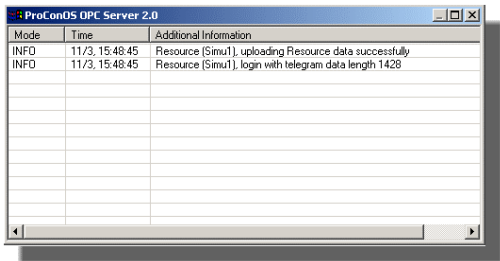 ProConOS OPC Server 2.0
Mode Time Additional Information
INFO 11/3, 15:48:45 Resource (Simu1), uploading Resource data successfully
INFO 11/3, 15:48:45 Resource (Simu1), login with telegram data length 1428